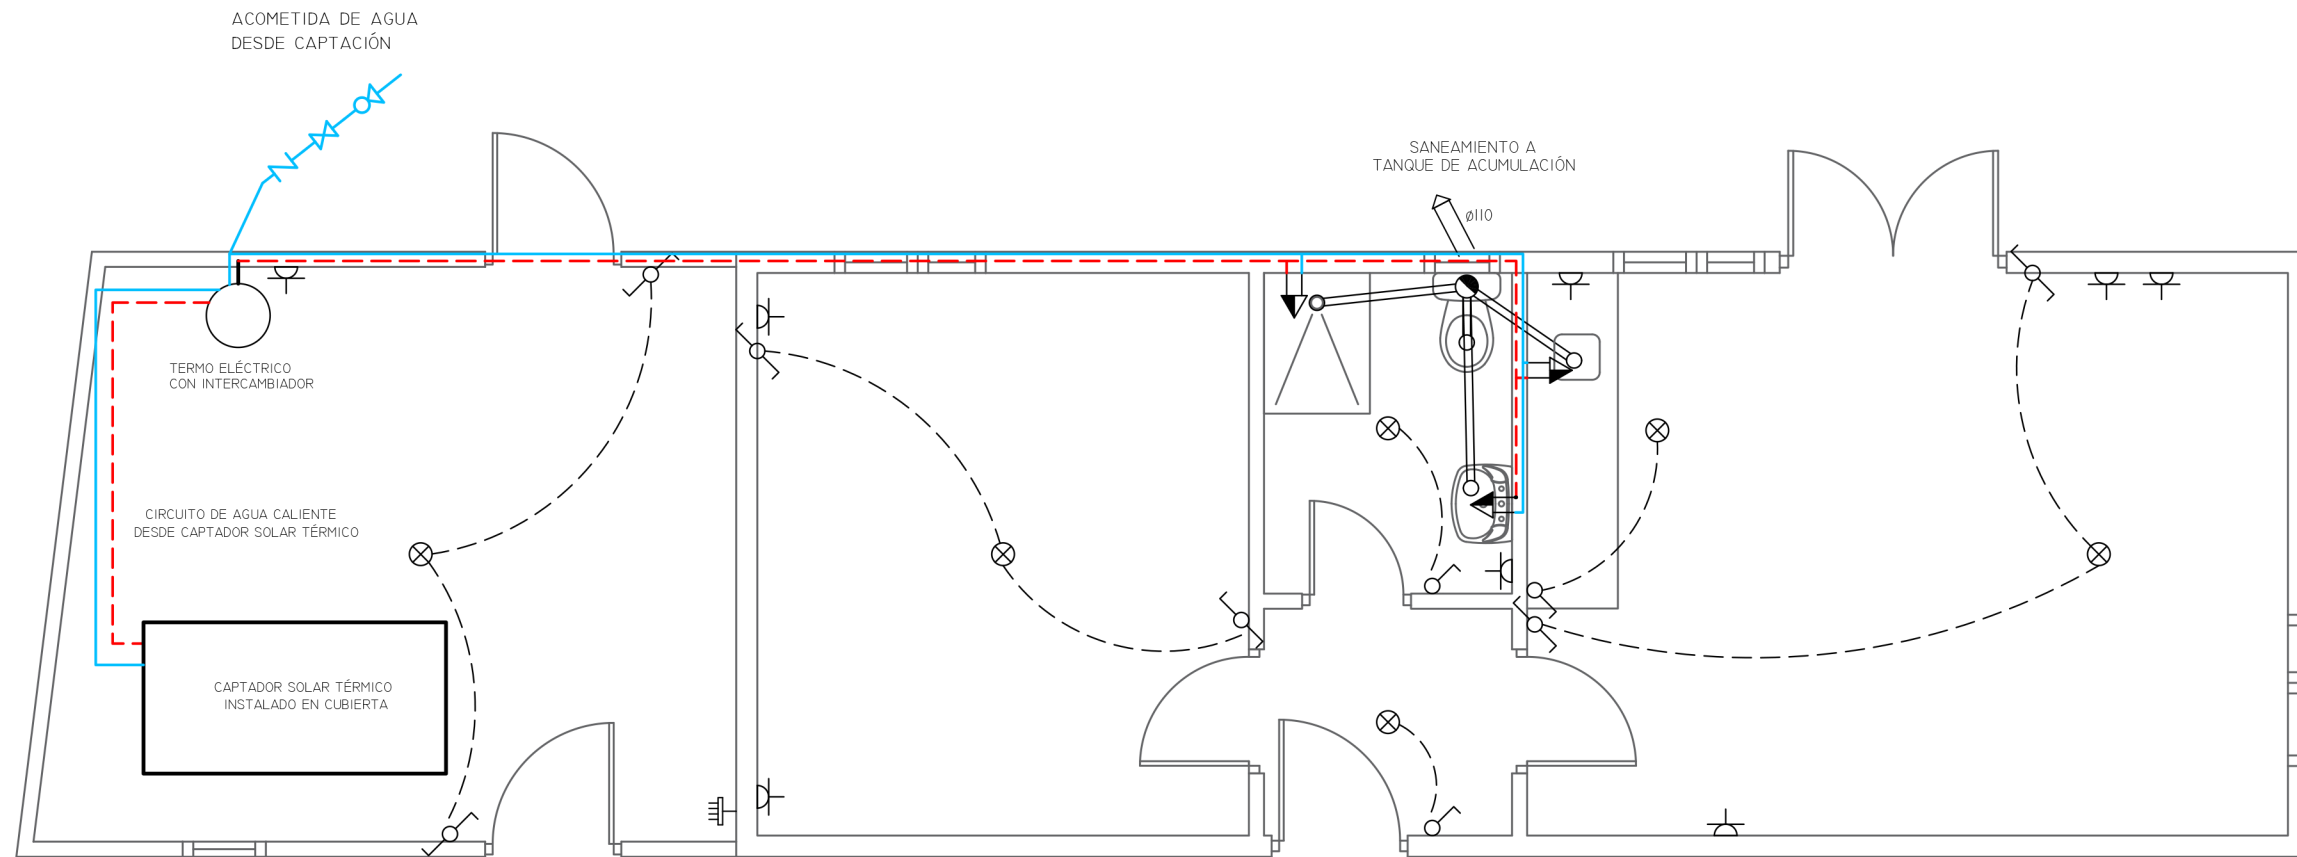 ACOMETIDA DE AGUA
DESDE CAPTACIÓN
SANEAMIENTO A
TANQUE DE ACUMULACIÓN
ø110
TERMO ELÉCTRICO
CON INTERCAMBIADOR
CIRCUITO DE AGUA CALIENTE
DESDE CAPTADOR SOLAR TÉRMICO
CAPTADOR SOLAR TÉRMICO
INSTALADO EN CUBIERTA